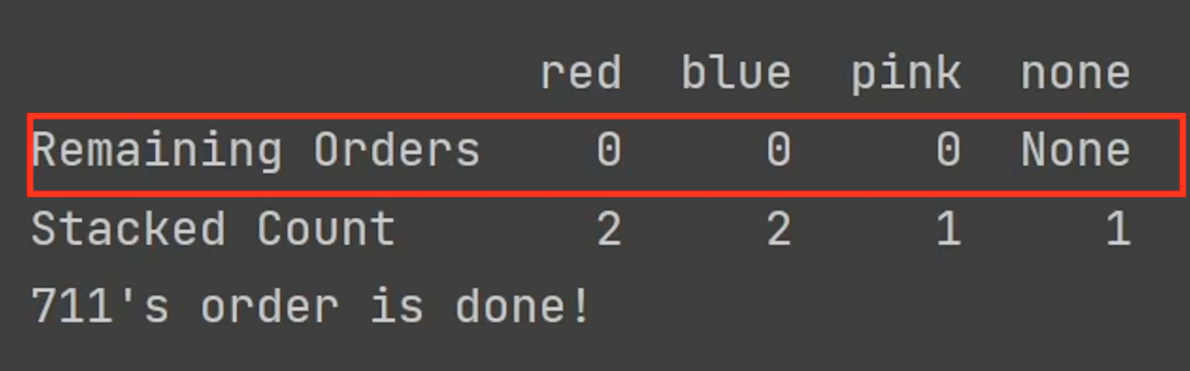 red blue pink none
Remaining Orders 0 0 0 None
Stacked Count 2 2 1 1
711's order is done!